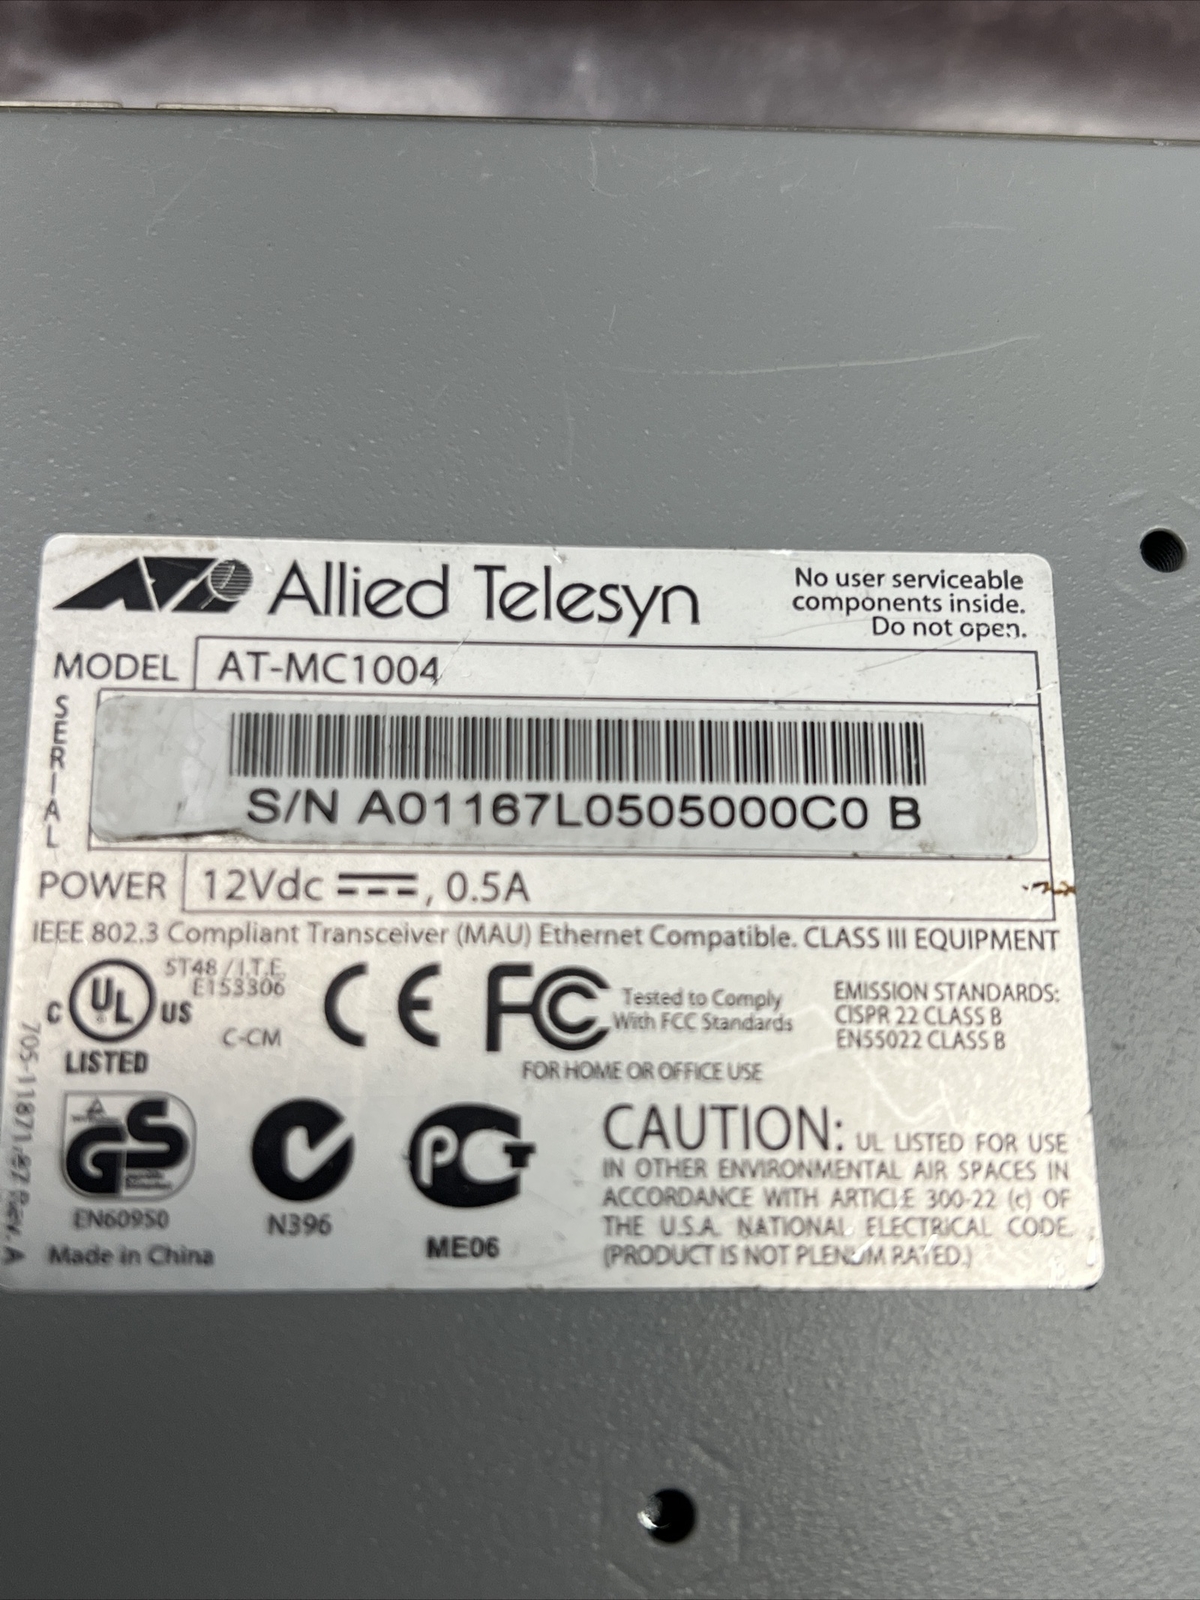 Allied Telesyn
No user serviceable
components inside.
Do not open.
MODEL AT-MC1004
SERIAL
S/N A01167L0505000C0 B
POWER 12Vdc , 0.5A
IEEE 802.3 Compliant Transceiver (MAU) Ethernet Compatible. CLASS III EQUIPMENT
C UL US
LISTED
5T48 / I.T.E.
E153306
C-CM
CE
FC
Tested to Comply
With FCC Standards
FOR HOME OR OFFICE USE
EMISSION STANDARDS:
CISPR 22 CLASS B
EN55022 CLASS B
GS
EN60950
Made in China
N396
PG
ME06
CAUTION: UL LISTED FOR USE
IN OTHER ENVIRONMENTAL AIR SPACES IN
ACCORDANCE WITH ARTICLE 300-22 (c) OF
THE U.S.A. NATIONAL ELECTRICAL CODE.
(PRODUCT IS NOT PLENUM RATED.)
Rev. A